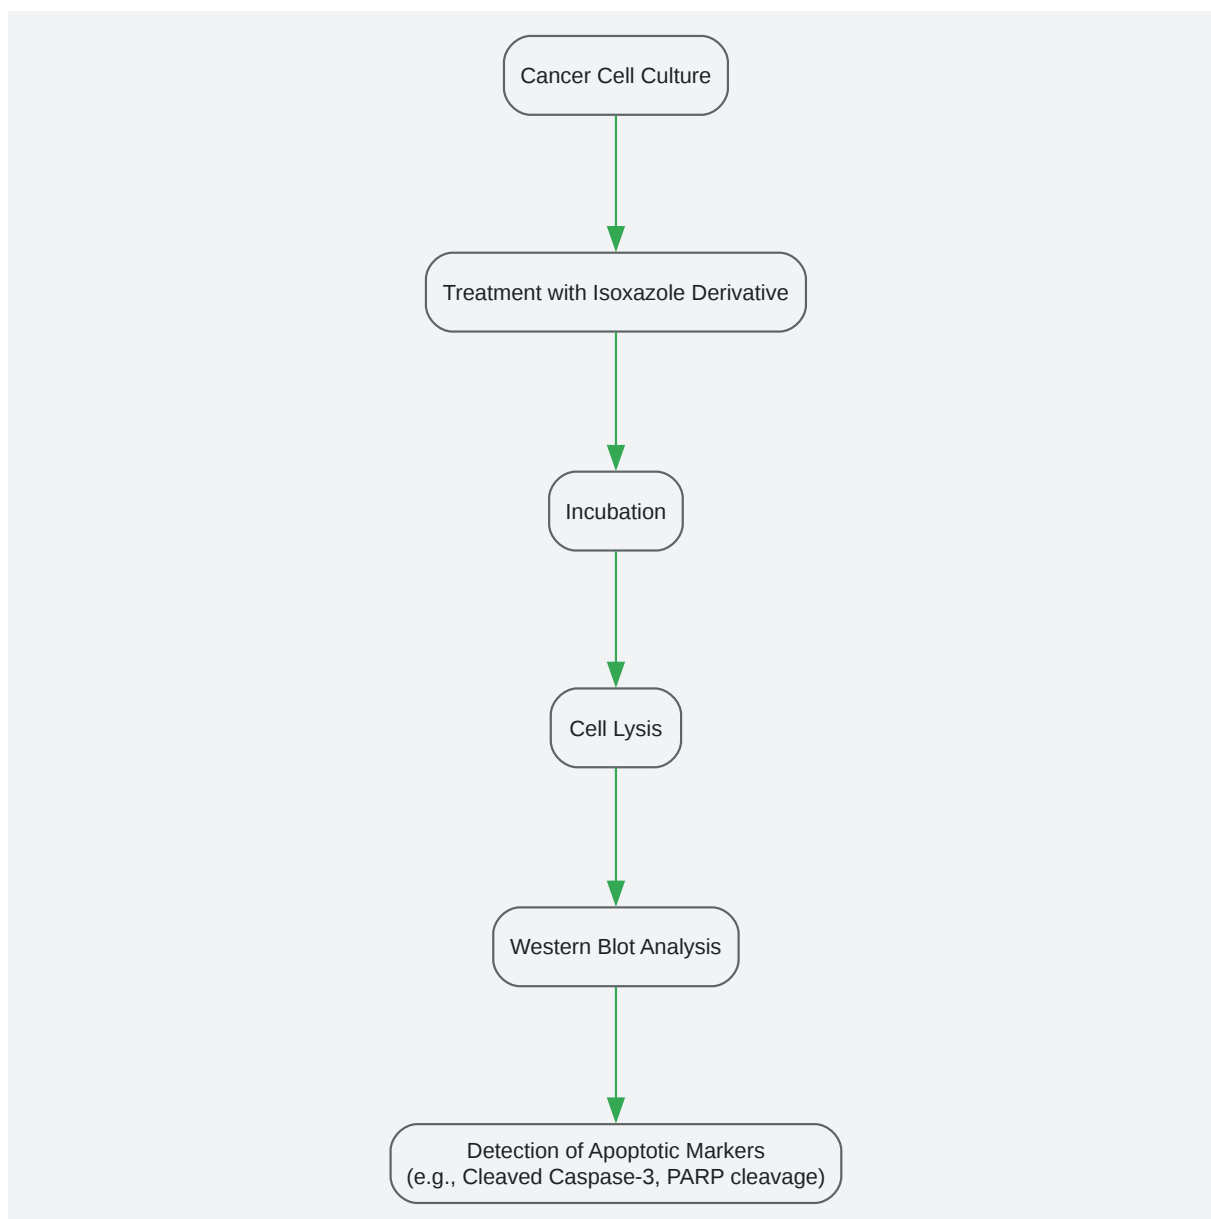 Cancer Cell Culture
Treatment with Isoxazole Derivative
Incubation
Cell Lysis
Western Blot Analysis
Detection of Apoptotic Markers
(e.g., Cleaved Caspase-3, PARP cleavage)